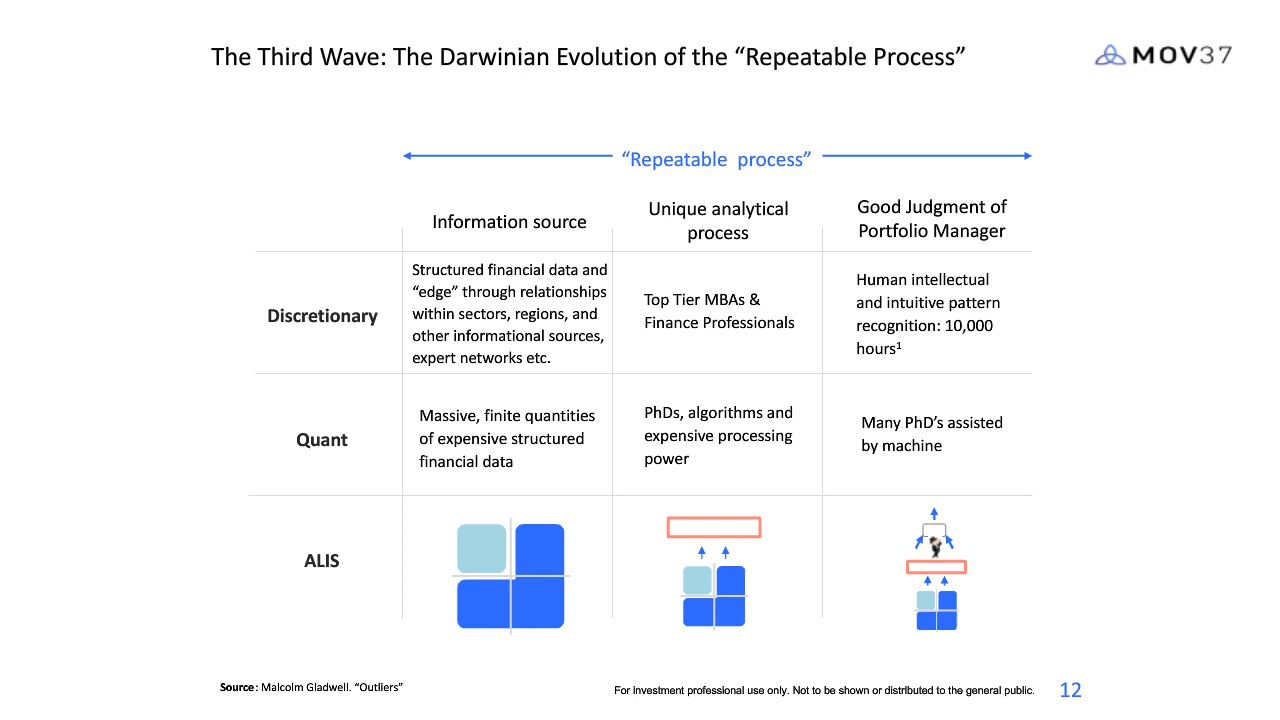 The Third Wave: The Darwinian Evolution of the “Repeatable Process”
MOV37
“Repeatable process”
Information source
Unique analytical
process
Good Judgment of
Portfolio Manager
Discretionary
Structured financial data and
“edge” through relationships
within sectors, regions, and
other informational sources,
expert networks etc.
Top Tier MBAs &
Finance Professionals
Human intellectual
and intuitive pattern
recognition: 10,000
hours¹
Quant
Massive, finite quantities
of expensive structured
financial data
PhDs, algorithms and
expensive processing
power
Many PhD’s assisted
by machine
ALIS
Source: Malcolm Gladwell. “Outliers”
For investment professional use only. Not to be shown or distributed to the general public.
12